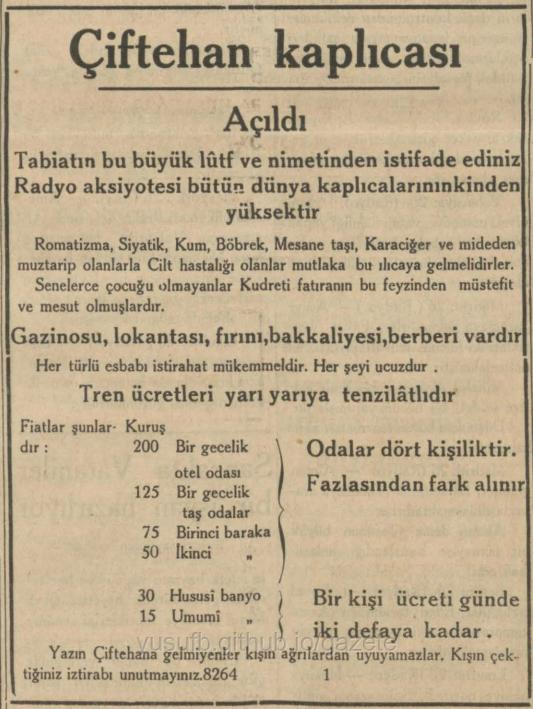 Çiftehan kaplıcası
Açıldı
Tabiatın bu büyük lûtf ve nimetinden istifade ediniz
Radyo aksiyotesi bütün dünya kaplıcalarınınkinden
yüksektir
Romatizma, Siyatik, Kum, Böbrek, Mesane taşı, Karaciğer ve mideden
muztarip olanlarla Cilt hastalığı olanlar mutlaka bu ılıcaya gelmelidirler.
Senelerce çocuğu olmayanlar Kudreti fatıranın bu feyzinden müstefit
ve mesut olmuşlardır.
Gazinosu, lokantası, fırını,bakkaliyesi,berberi vardır
Her türlü esbabı istirahat mükemmeldir. Her şeyi ucuzdur .
Tren ücretleri yarı yarıya tenzilâtlıdır
Fiatlar şunlar- Kuruş
dır : 200 Bir gecelik
otel odası
125 Bir gecelik
taş odalar
75 Birinci baraka
50 İkinci „
Odalar dört kişiliktir.
Fazlasından fark alınır
30 Hususî banyo
15 Umumî „
Bir kişi ücreti günde
iki defaya kadar .
yusufb.github.io/gazete
Yazın Çiftehana gelmiyenler kışın ağrılardan uyuyamazlar. Kışın çek-
tiğiniz iztirabı unutmayınız.8264 1